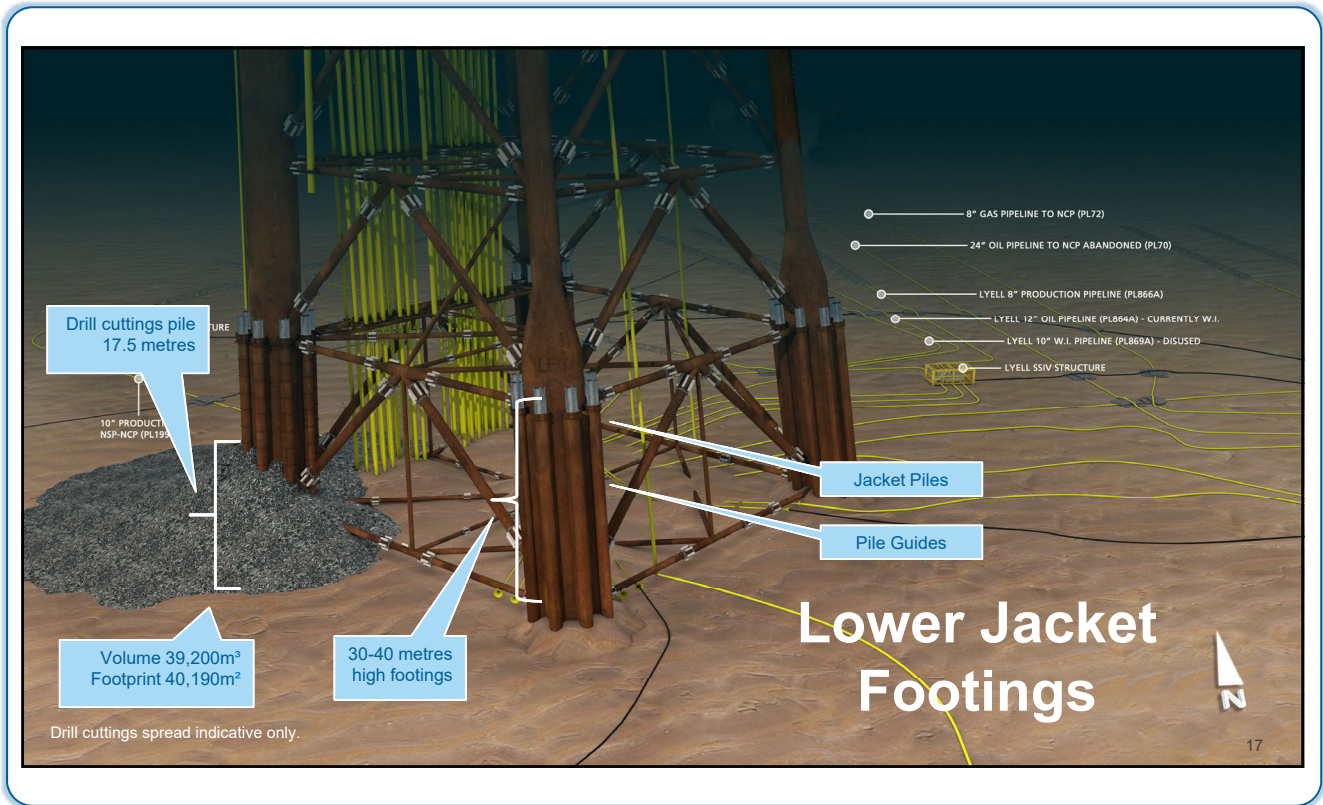 8" GAS PIPELINE TO NCP (PL72)
24" OIL PIPELINE TO NCP ABANDONED (PL70)
LYELL 8" PRODUCTION PIPELINE (PL866A)
LYELL 12" OIL PIPELINE (PL864A) - CURRENTLY W.I.
LYELL 10" W.I. PIPELINE (PL869A) - DISUSED
LYELL SSIV STRUCTURE
Drill cuttings pile
17.5 metres
TURE
10" PRODUCTI
NSP-NCP (PL199
Jacket Piles
Pile Guides
30-40 metres
high footings
Volume 39,200m³
Footprint 40,190m²
Lower Jacket
Footings
N
Drill cuttings spread indicative only.
17